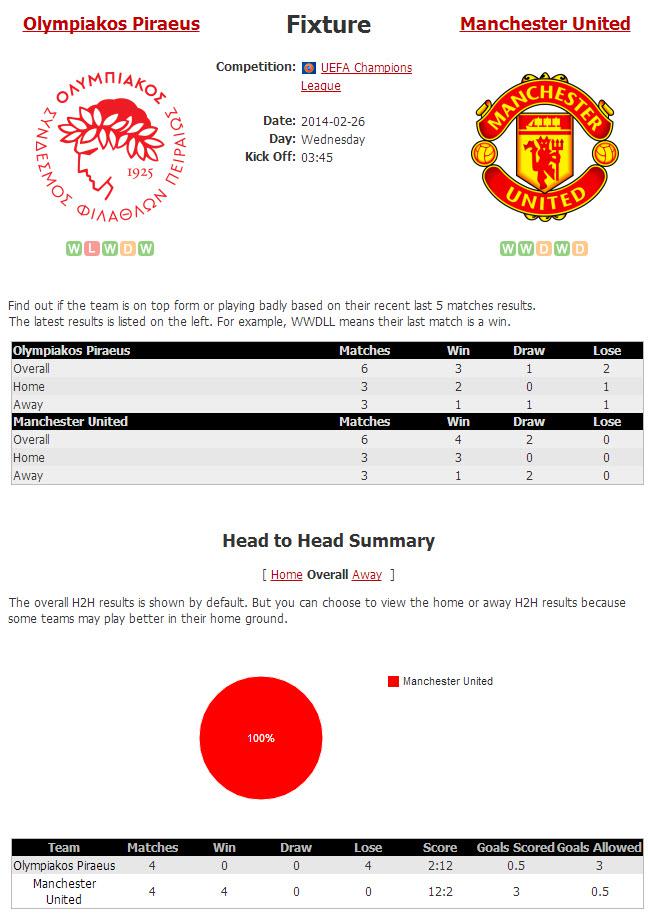 Olympiakos Piraeus
Fixture
Manchester United
Competition: UEFA Champions
League
Date: 2014-02-26
Day: Wednesday
Kick Off: 03:45
ΟΛΥΜΠΙΑΚΟΣ
ΣΥΝΔΕΣΜΟΣ ΦΙΛΑΘΛΩΝ ΠΕΙΡΑΙΩΣ
1925
MANCHESTER
UNITED
W L W D W
W W D W D
Find out if the team is on top form or playing badly based on their recent last 5 matches results.
The latest results is listed on the left. For example, WWDLL means their last match is a win.
Olympiakos Piraeus Matches Win Draw Lose
Overall 6 3 1 2
Home 3 2 0 1
Away 3 1 1 1
Manchester United Matches Win Draw Lose
Overall 6 4 2 0
Home 3 3 0 0
Away 3 1 2 0
Head to Head Summary
[ Home Overall Away ]
The overall H2H results is shown by default. But you can choose to view the home or away H2H results because
some teams may play better in their home ground.
Manchester United
100%
Team Matches Win Draw Lose Score Goals Scored Goals Allowed
Olympiakos Piraeus 4 0 0 4 2:12 0.5 3
Manchester
United 4 4 0 0 12:2 3 0.5